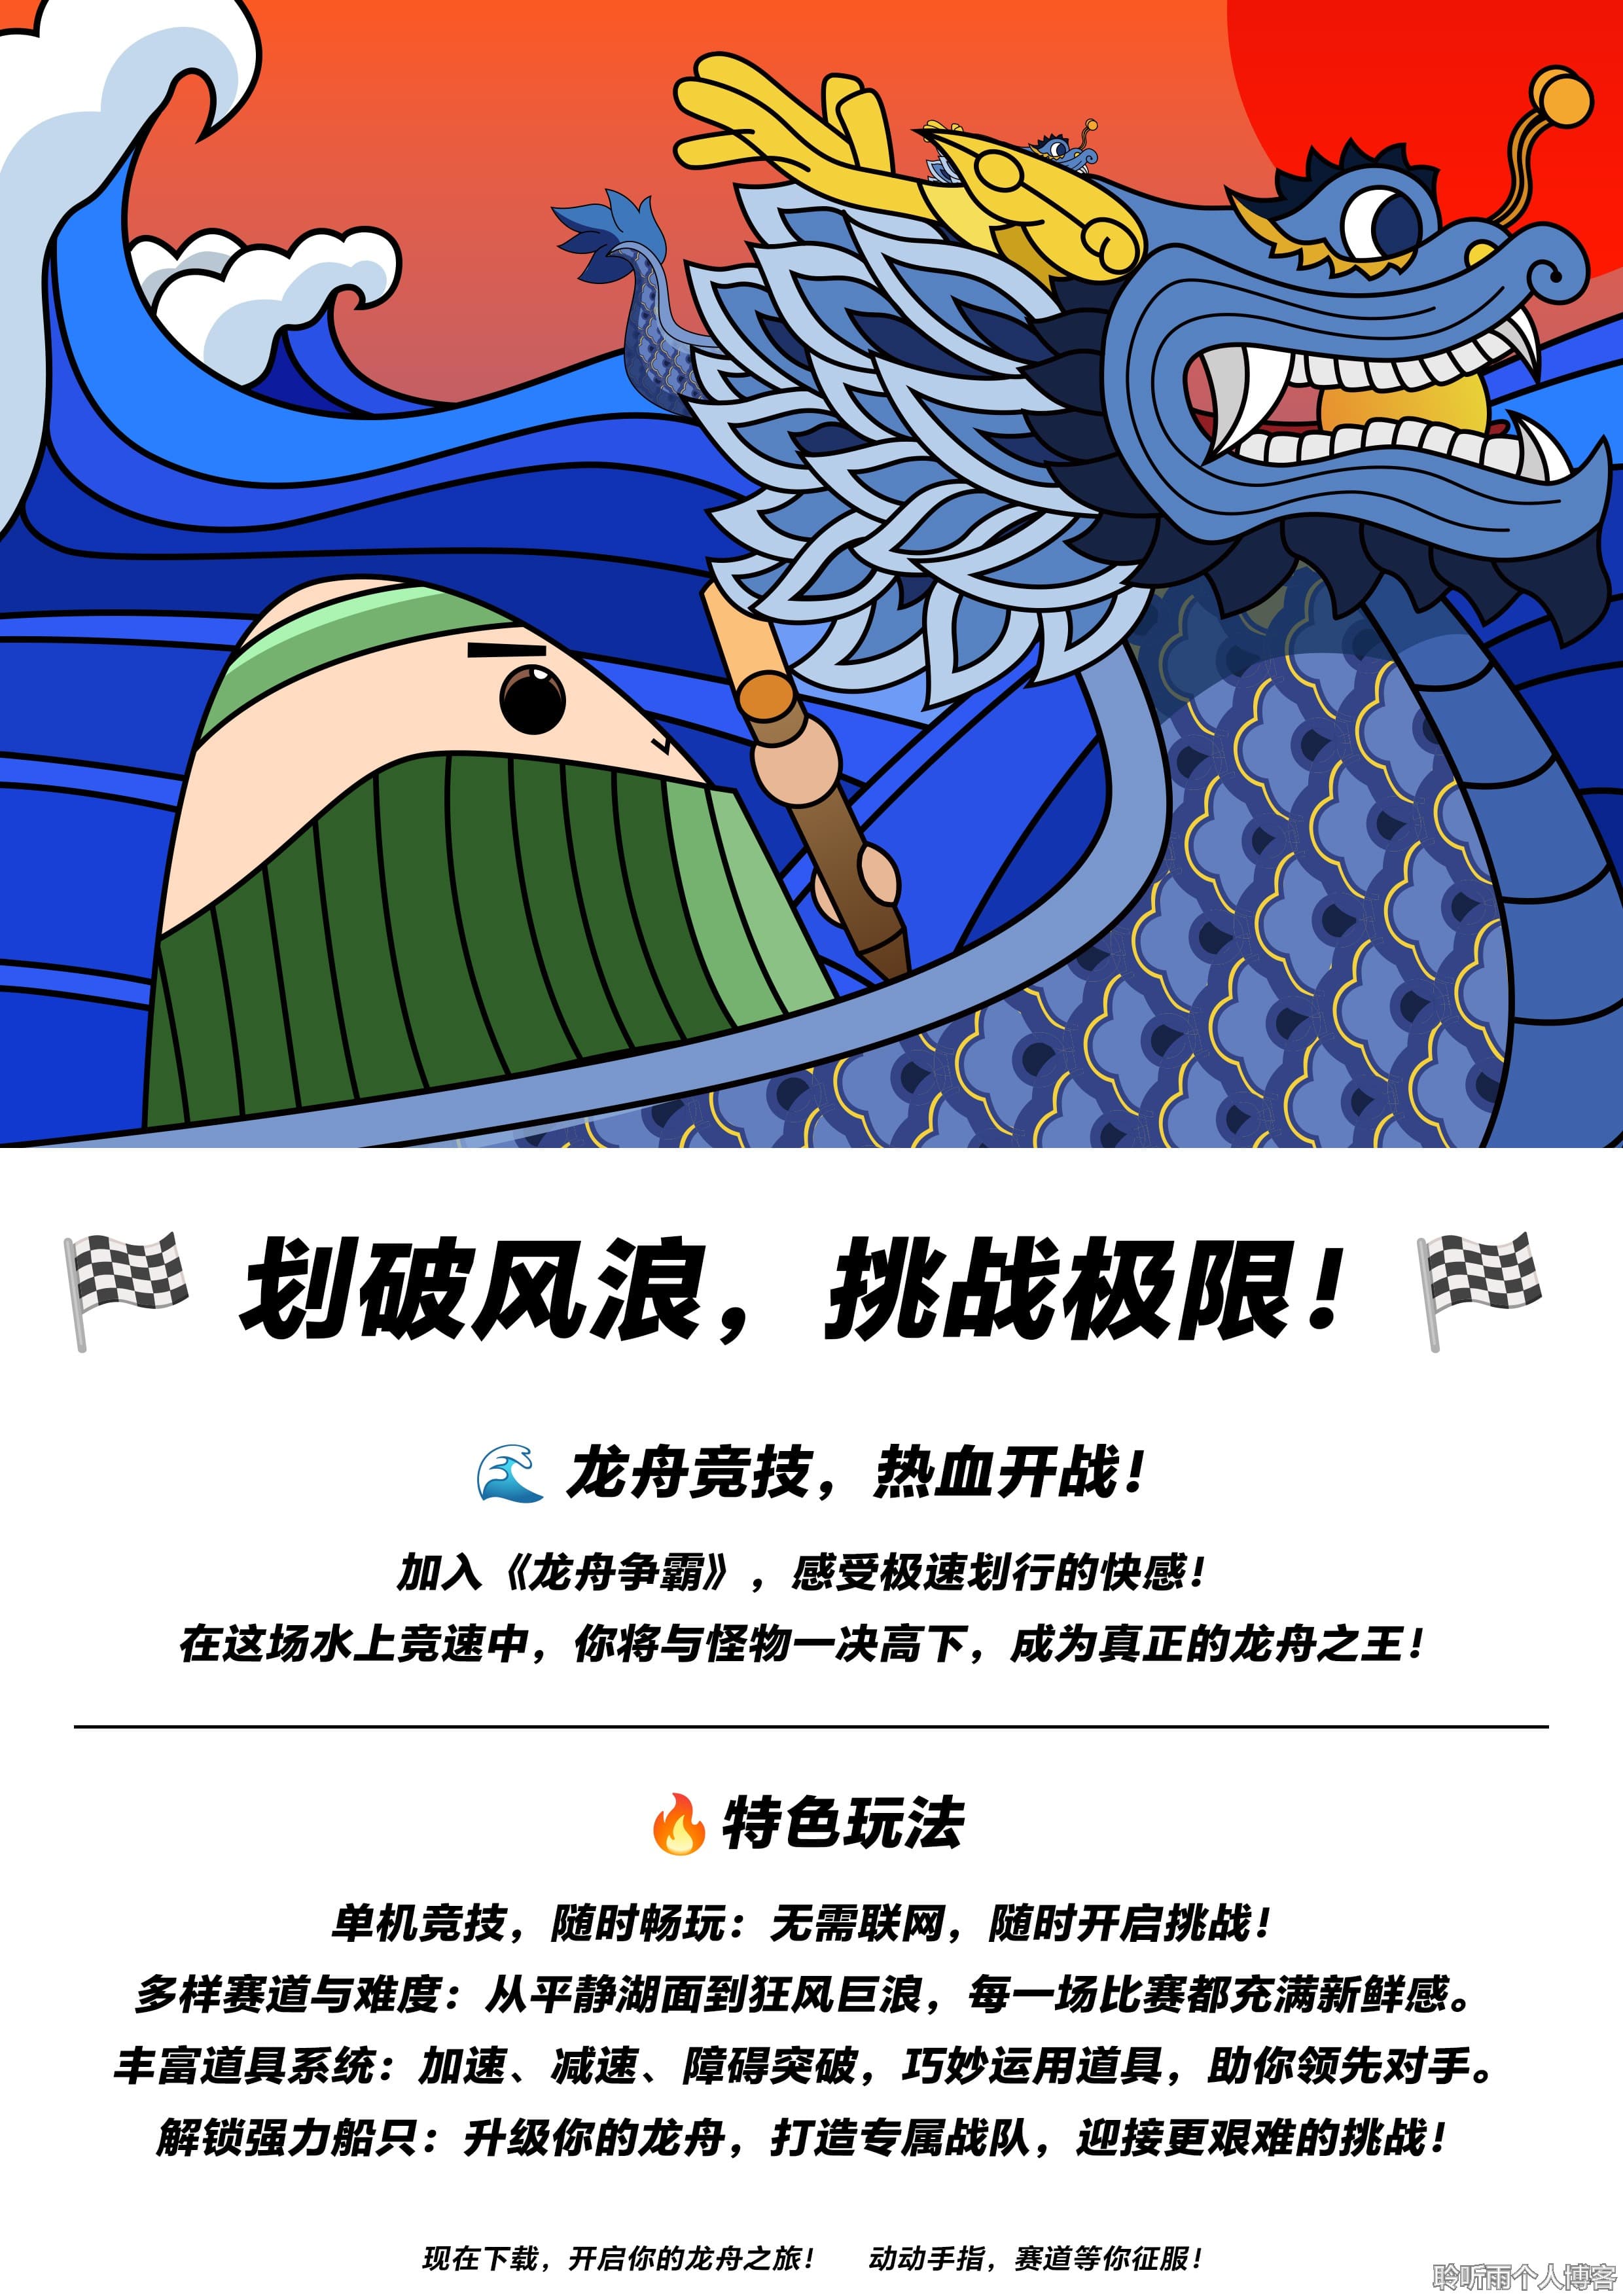 划破风浪，挑战极限！
龙舟竞技，热血开战！
加入《龙舟争霸》，感受极速划行的快感！
在这场水上竞速中，你将与怪物一决高下，成为真正的龙舟之王！
特色玩法
单机竞技，随时畅玩：无需联网，随时开启挑战！
多样赛道与难度：从平静湖面到狂风巨浪，每一场比赛都充满新鲜感。
丰富道具系统：加速、减速、障碍突破，巧妙运用道具，助你领先对手。
解锁强力船只：升级你的龙舟，打造专属战队，迎接更艰难的挑战！
现在下载，开启你的龙舟之旅！ 动动手指，赛道等你征服！
聆听雨个人博客